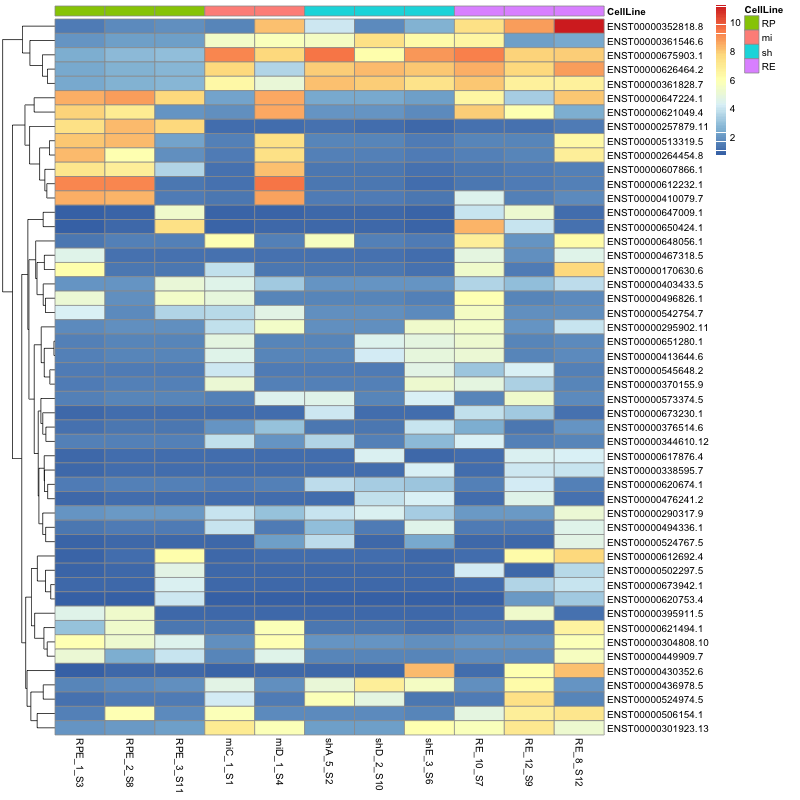 CellLine
ENST00000352818.8
ENST00000361546.6
ENST00000675903.1
ENST00000626464.2
ENST00000361828.7
ENST00000647224.1
ENST00000621049.4
ENST00000257879.11
ENST00000513319.5
ENST00000264454.8
ENST00000607866.1
ENST00000612232.1
ENST00000410079.7
ENST00000647009.1
ENST00000650424.1
ENST00000648056.1
ENST00000467318.5
ENST00000170630.6
ENST00000403433.5
ENST00000496826.1
ENST00000542754.7
ENST00000295902.11
ENST00000651280.1
ENST00000413644.6
ENST00000545648.2
ENST00000370155.9
ENST00000573374.5
ENST00000673230.1
ENST00000376514.6
ENST00000344610.12
ENST00000617876.4
ENST00000338595.7
ENST00000620674.1
ENST00000476241.2
ENST00000290317.9
ENST00000494336.1
ENST00000524767.5
ENST00000612692.4
ENST00000502297.5
ENST00000673942.1
ENST00000620753.4
ENST00000395911.5
ENST00000621494.1
ENST00000304808.10
ENST00000449909.7
ENST00000430352.6
ENST00000436978.5
ENST00000524974.5
ENST00000506154.1
ENST00000301923.13
RPE_1_S3
RPE_2_S8
RPE_3_S11
miC_1_S1
miD_1_S4
shA_5_S2
shD_2_S10
shE_3_S6
RE_10_S7
RE_12_S9
RE_8_S12
10
8
6
4
2
CellLine
RP
mi
sh
RE